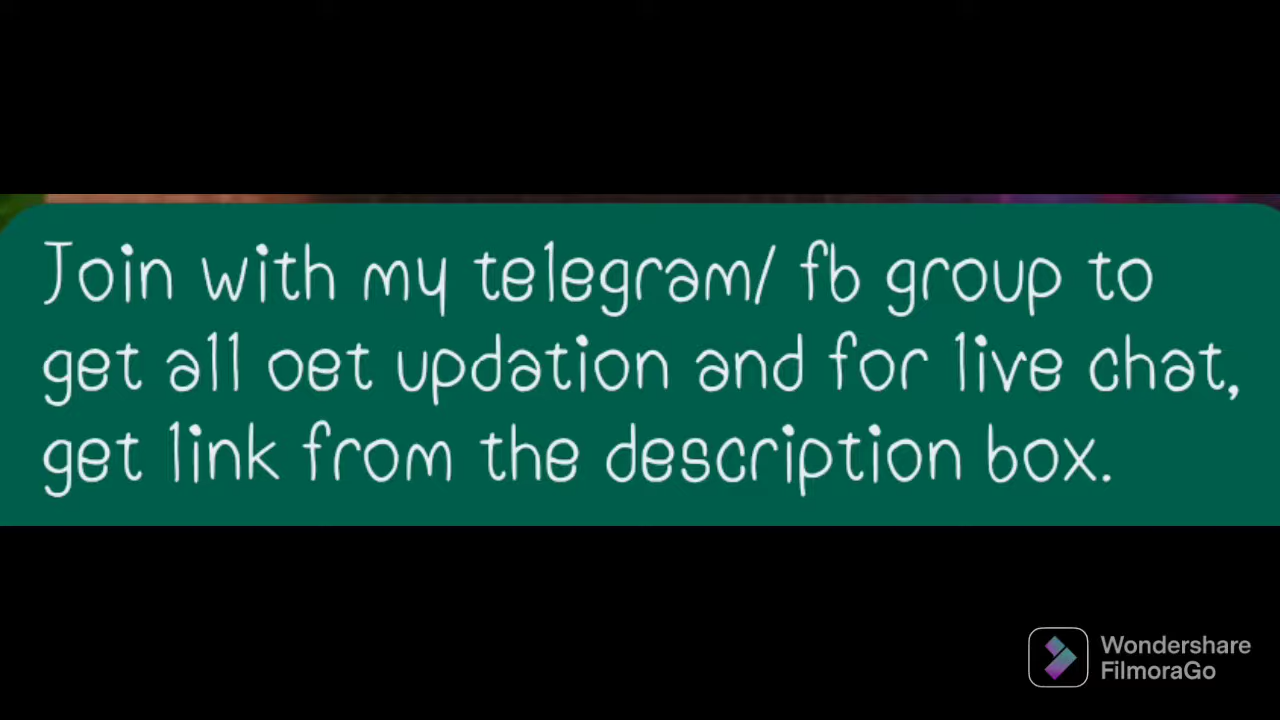 Join with my telegram/ fb group to
get all oet updation and for live chat,
get link from the description box.
Wondershare
FilmoraGo